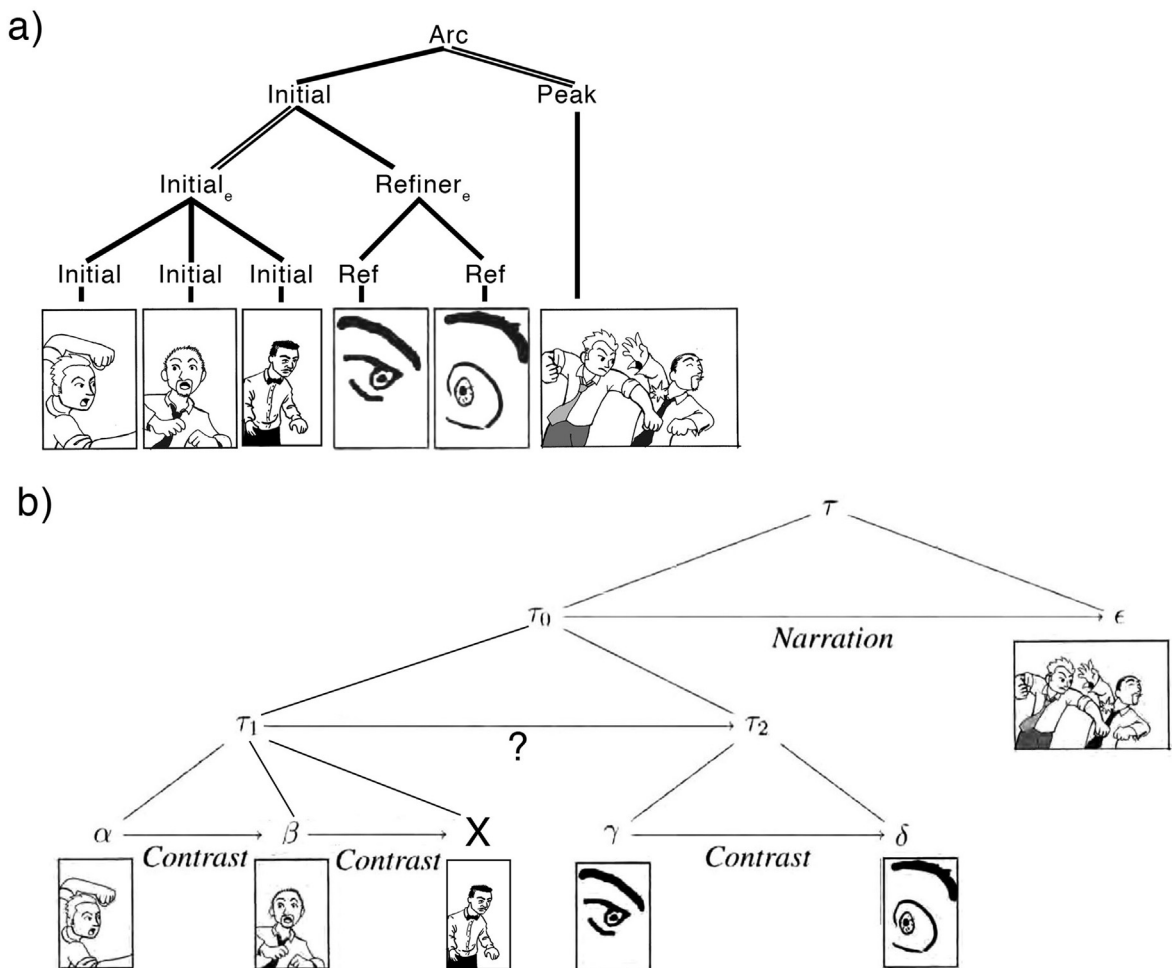 a)
Arc
Initial Peak
Initialₑ Refinerₑ
Initial Initial Initial Ref Ref
b)
τ
τ₀ ϵ
Narration
τ₁ τ₂
?
α β X γ δ
Contrast Contrast Contrast